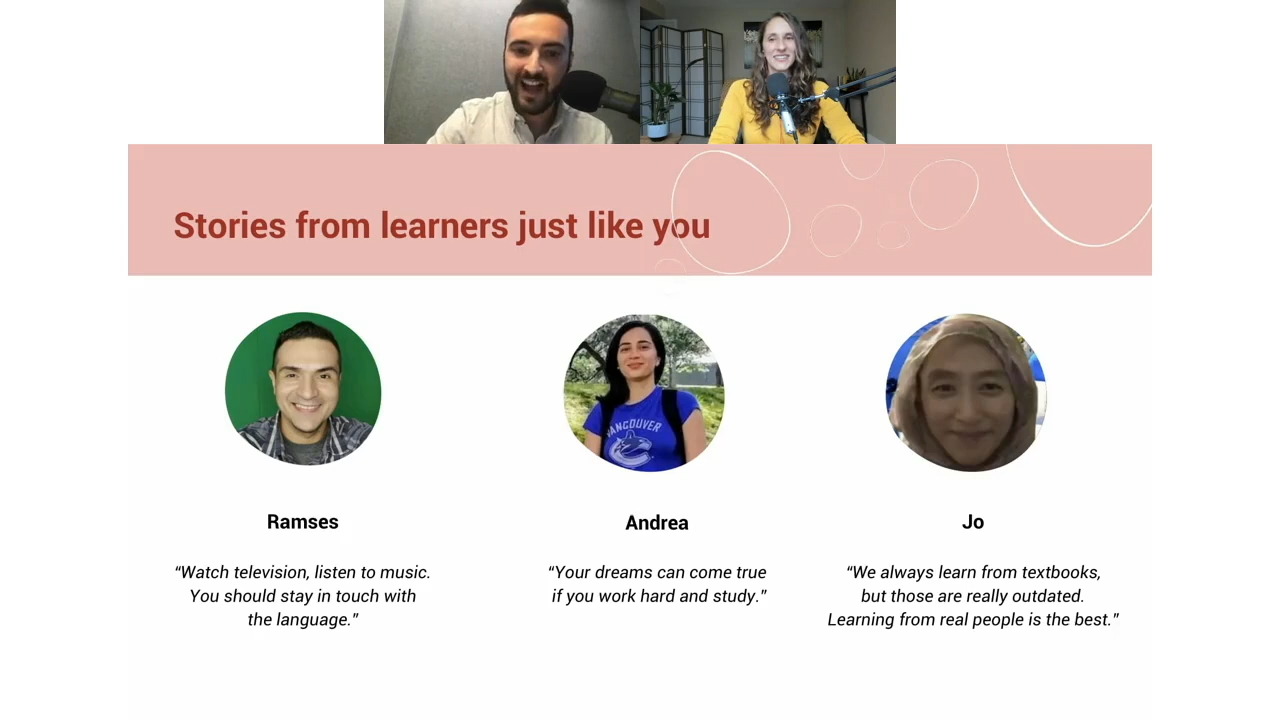 Stories from learners just like you
VANCOUVER
Ramses
Andrea
Jo
“Watch television, listen to music.
You should stay in touch with
the language.”
“Your dreams can come true
if you work hard and study.”
“We always learn from textbooks,
but those are really outdated.
Learning from real people is the best.”